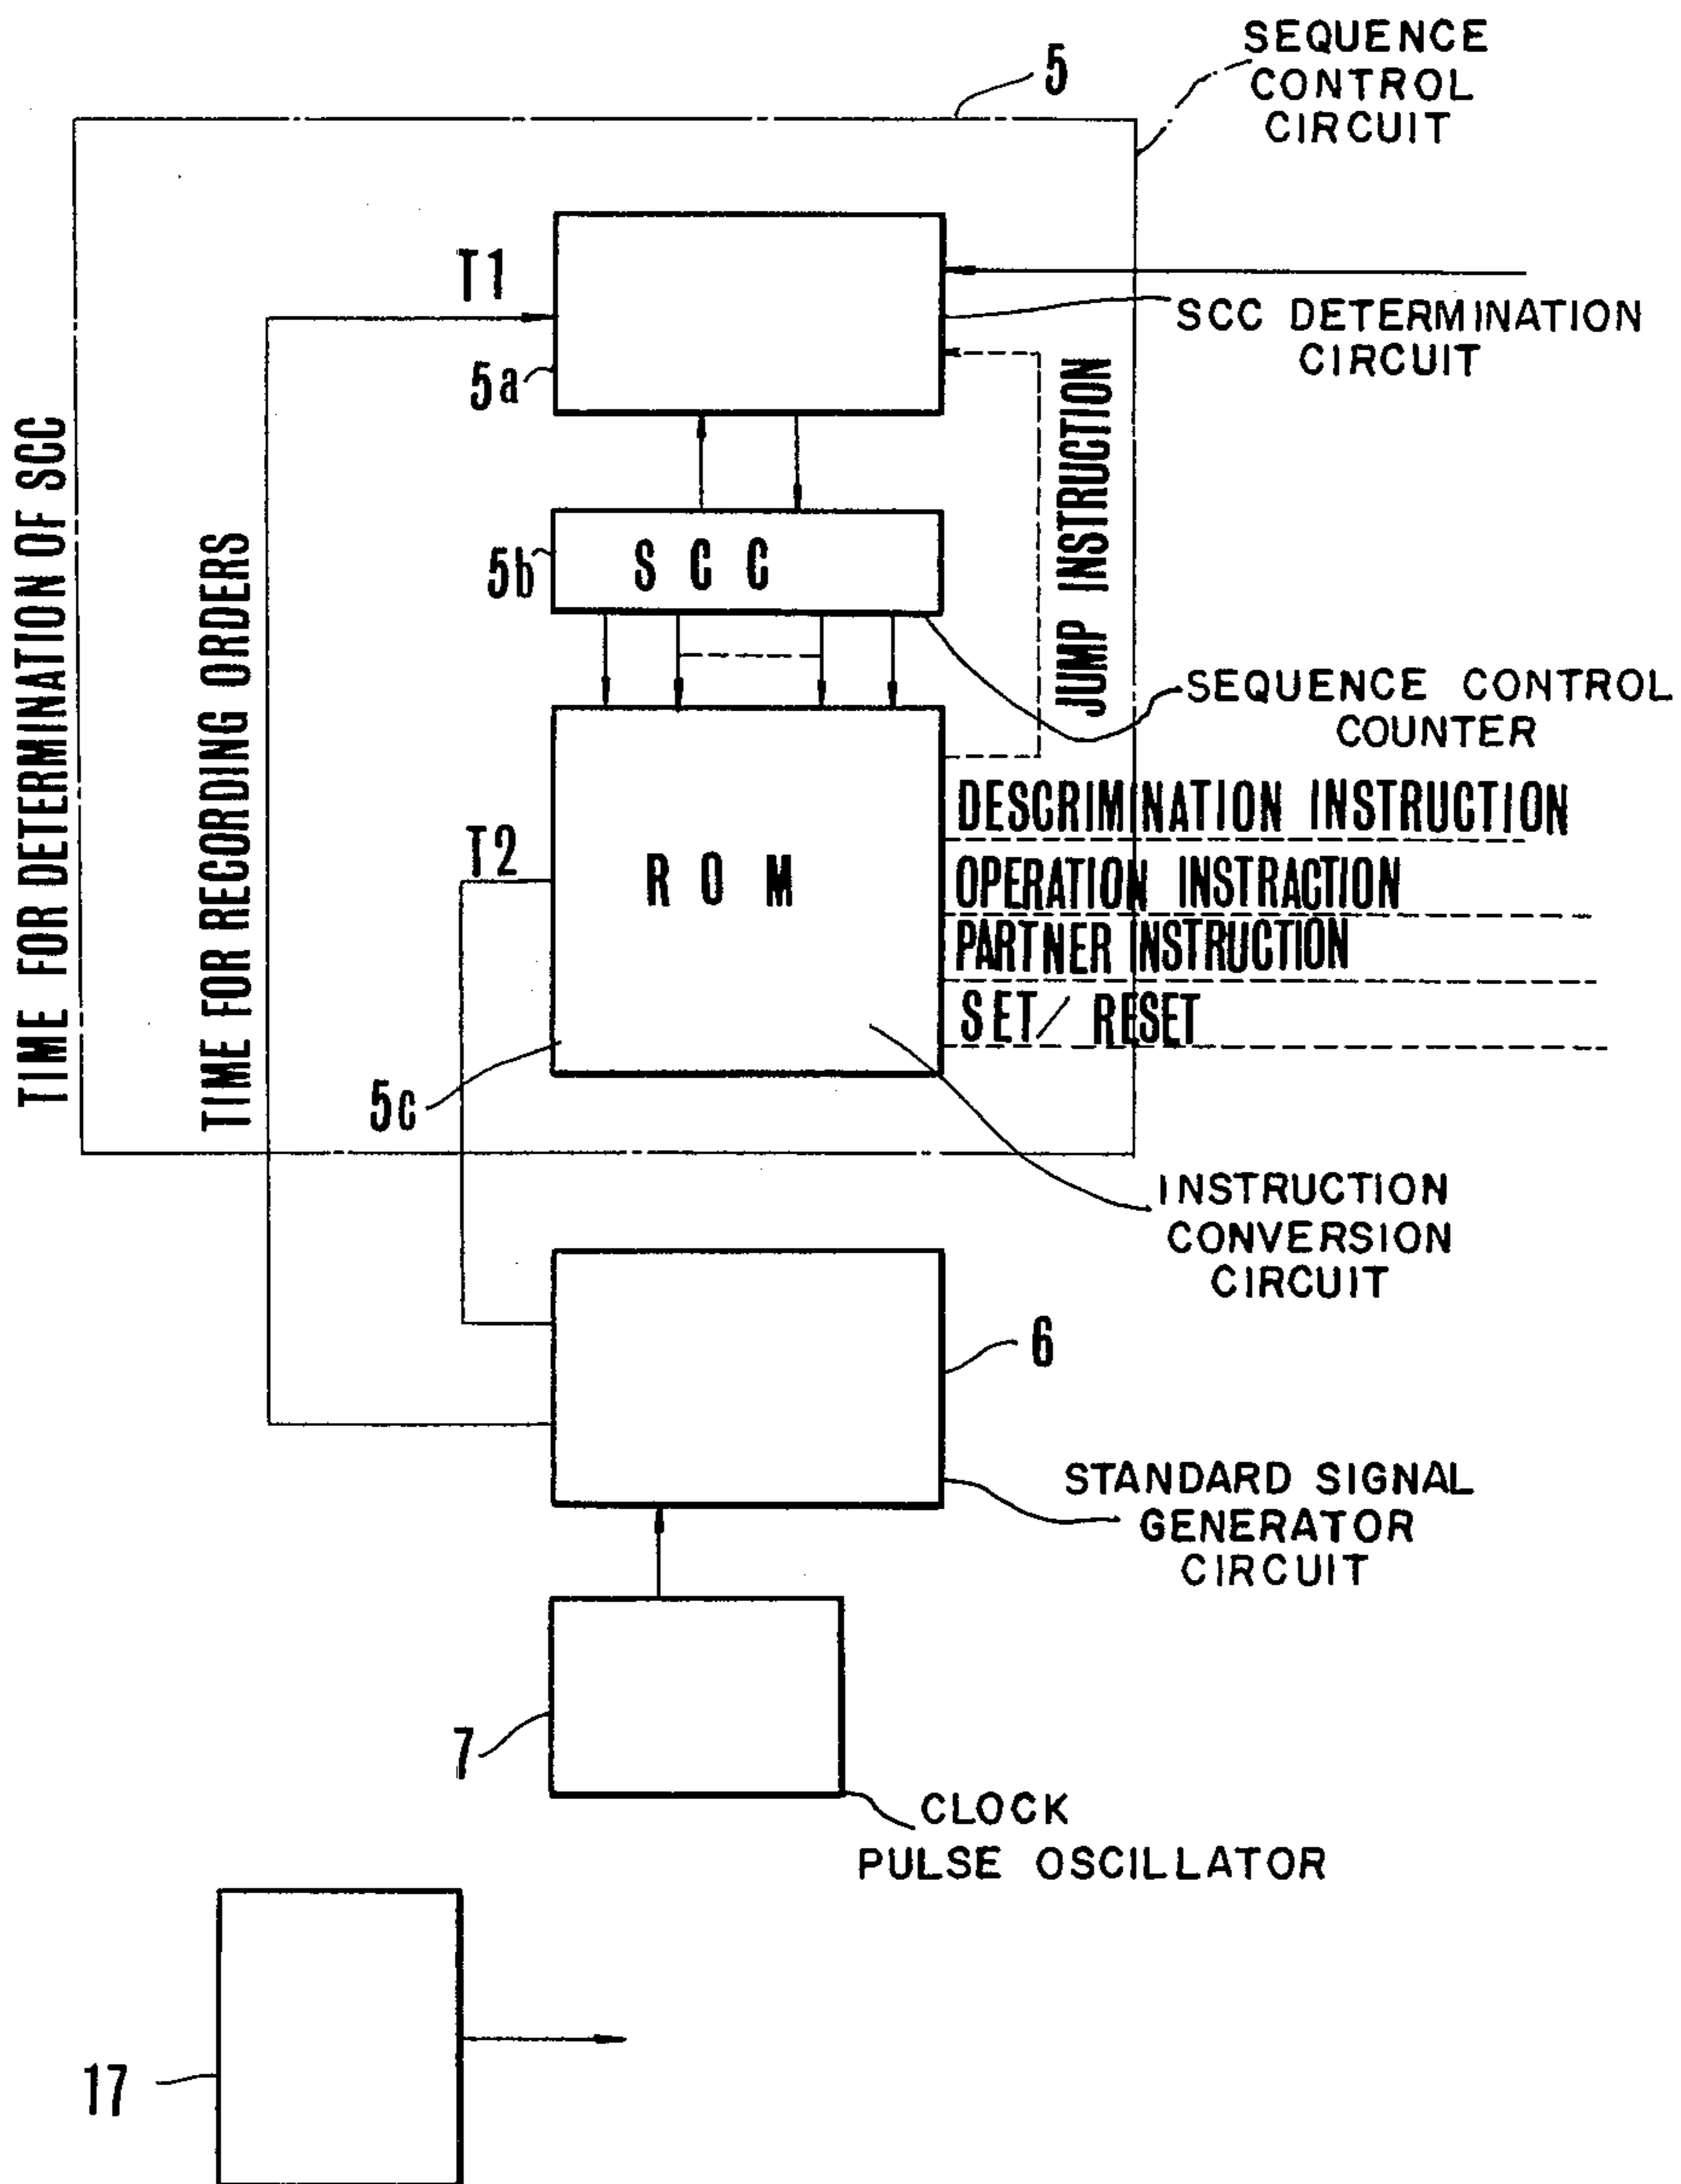 SEQUENCE
CONTROL
CIRCUIT
5
T1
SCC DETERMINATION
CIRCUIT
5a
JUMP INSTRUCTION
TIME FOR DETERMINATION OF SCC
TIME FOR RECORDING ORDERS
5b
SCC
SEQUENCE CONTROL
COUNTER
DESCRIMINATION INSTRUCTION
T2
ROM
OPERATION INSTRACTION
PARTNER INSTRUCTION
SET/RESET
5c
INSTRUCTION
CONVERSION
CIRCUIT
6
STANDARD SIGNAL
GENERATOR
CIRCUIT
7
CLOCK
PULSE OSCILLATOR
17